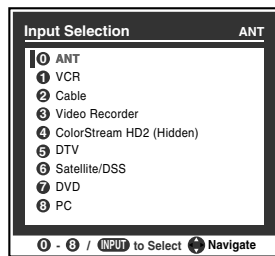 Input Selection ANT
0 ANT
1 VCR
2 Cable
3 Video Recorder
4 ColorStream HD2 (Hidden)
5 DTV
6 Satellite/DSS
7 DVD
8 PC
0 - 8 / INPUT to Select Navigate